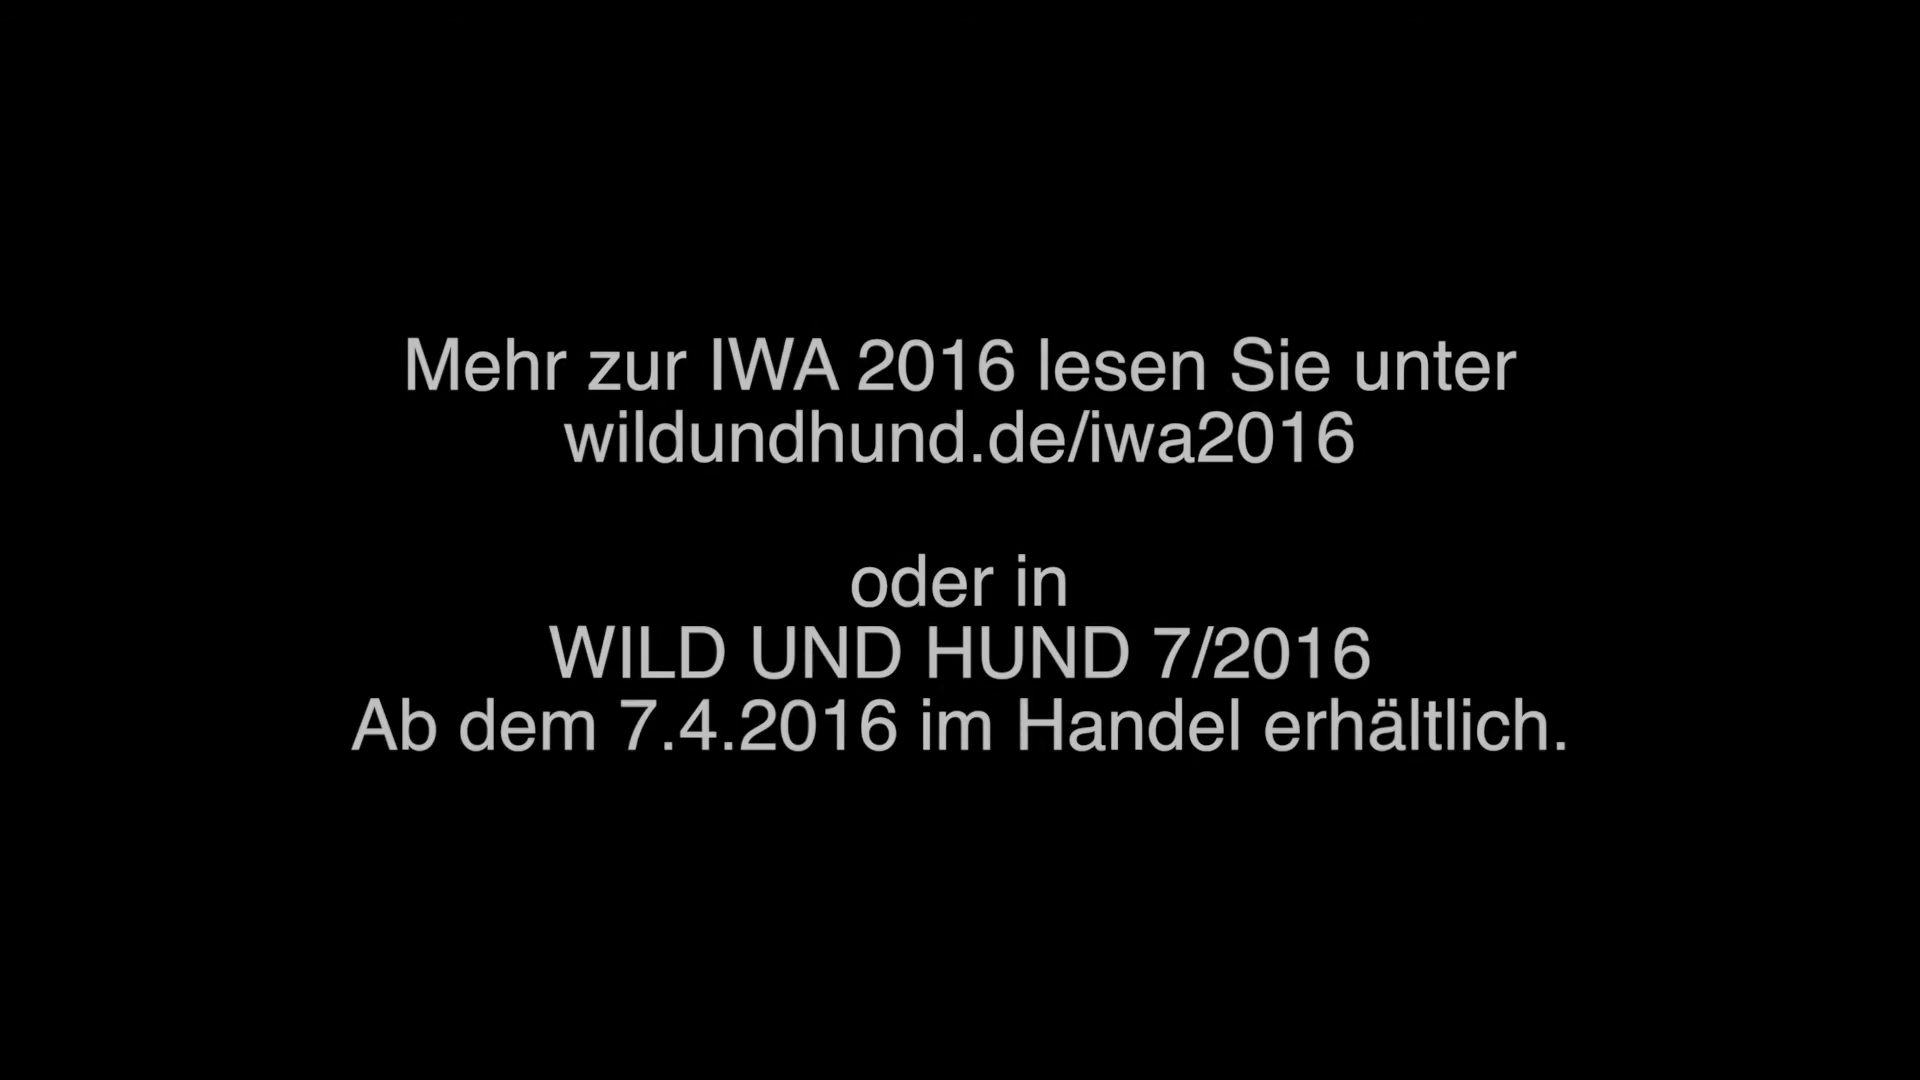 Mehr zur IWA 2016 lesen Sie unter
wildundhund.de/iwa2016
oder in
WILD UND HUND 7/2016
Ab dem 7.4.2016 im Handel erhältlich.